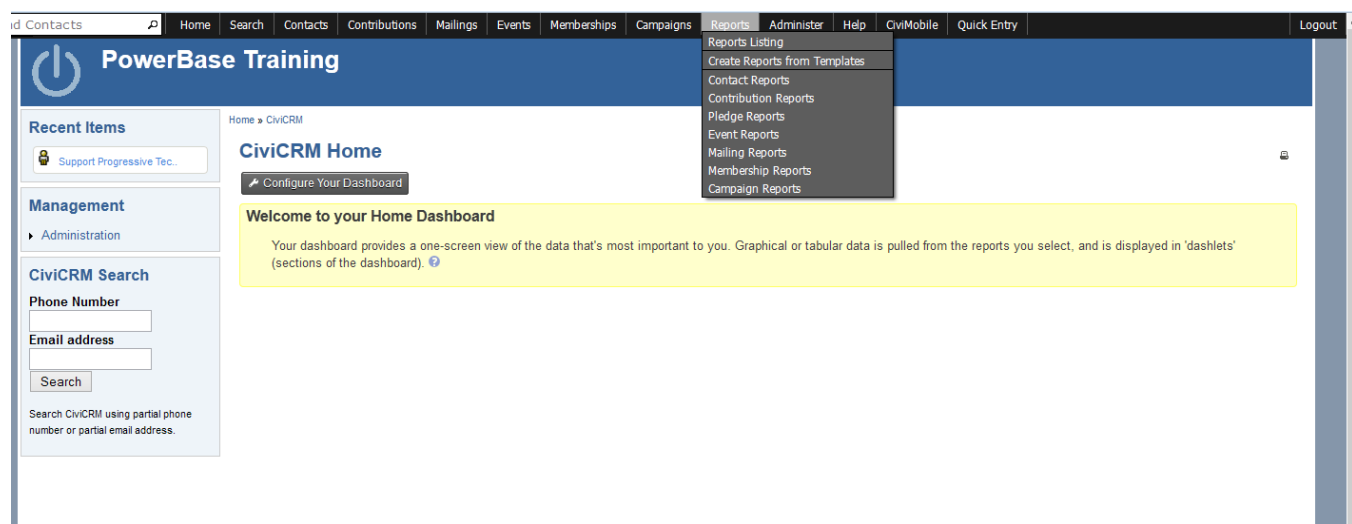 d Contacts
Home
Search
Contacts
Contributions
Mailings
Events
Memberships
Campaigns
Reports
Administer
Help
CiviMobile
Quick Entry
Logout
Reports Listing
Create Reports from Templates
Contact Reports
Contribution Reports
Pledge Reports
Event Reports
Mailing Reports
Membership Reports
Campaign Reports
PowerBase Training
Recent Items
Support Progressive Tec..
Management
Administration
CiviCRM Search
Phone Number
Email address
Search
Search CiviCRM using partial phone
number or partial email address.
Home » CiviCRM
CiviCRM Home
Configure Your Dashboard
Welcome to your Home Dashboard
Your dashboard provides a one-screen view of the data that's most important to you. Graphical or tabular data is pulled from the reports you select, and is displayed in 'dashlets'
(sections of the dashboard). ?